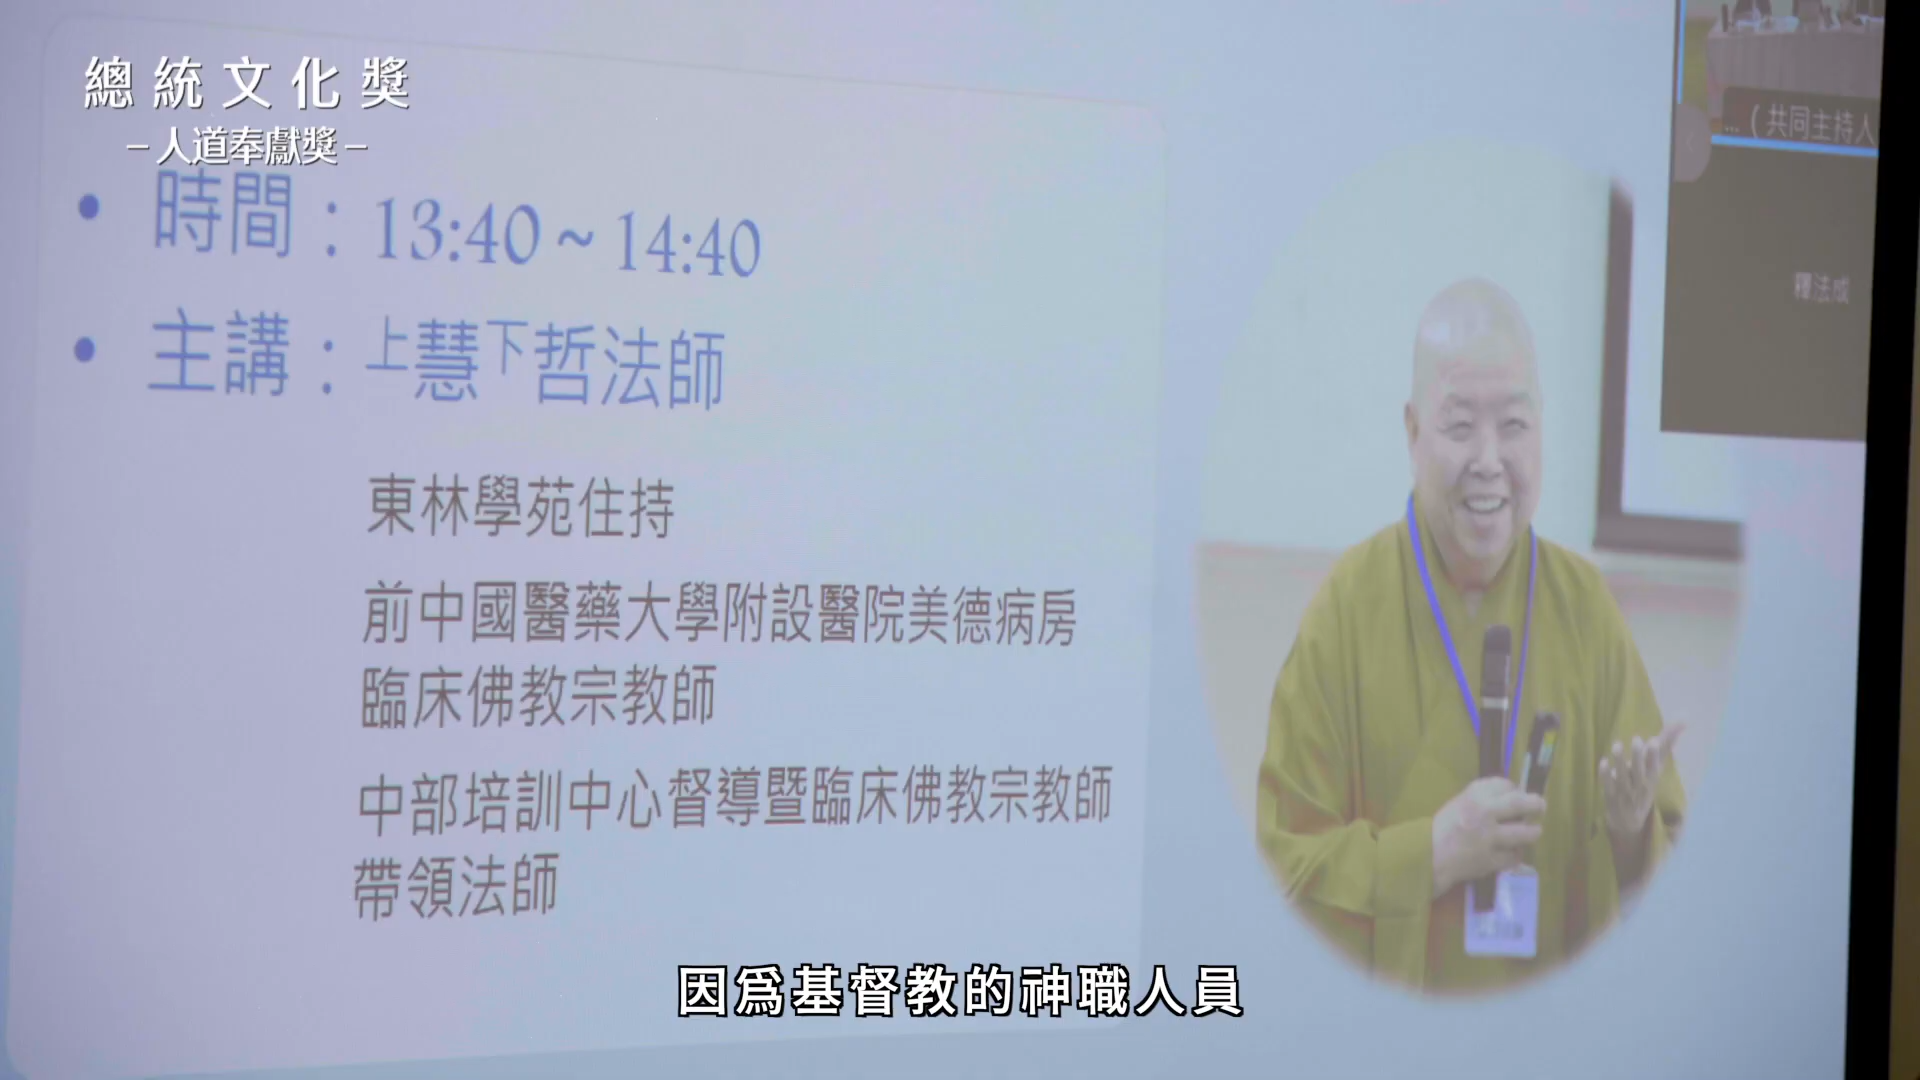 總統文化獎
－人道奉獻獎－
• 時間：13:40～14:40
• 主講：上慧下哲法師
東林學苑住持
前中國醫藥大學附設醫院美德病房
臨床佛教宗教師
中部培訓中心督導暨臨床佛教宗教師
帶領法師
...（共同主持人
釋法成
因為基督教的神職人員